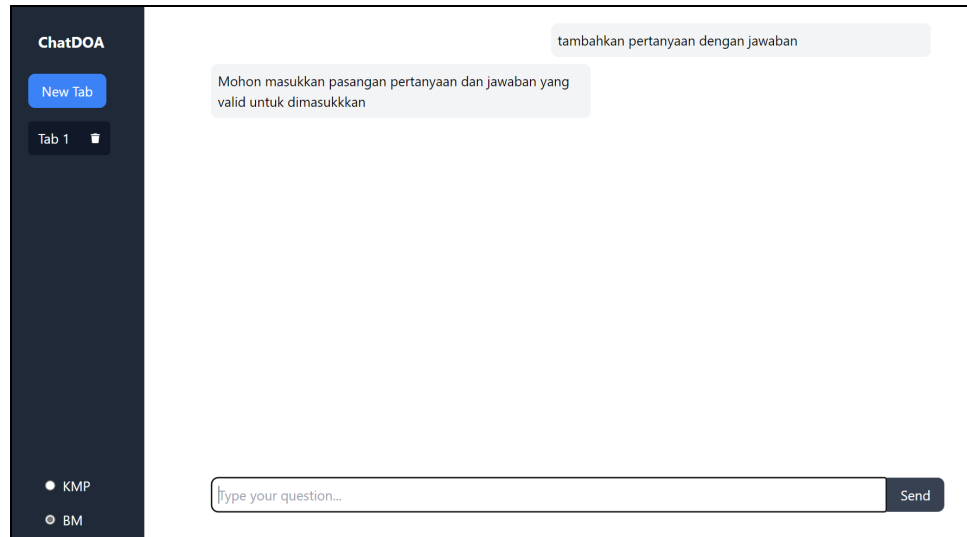 ChatDOA
New Tab
Tab 1
tambahkan pertanyaan dengan jawaban
Mohon masukkan pasangan pertanyaan dan jawaban yang
valid untuk dimasukkkan
KMP
BM
Type your question...
Send